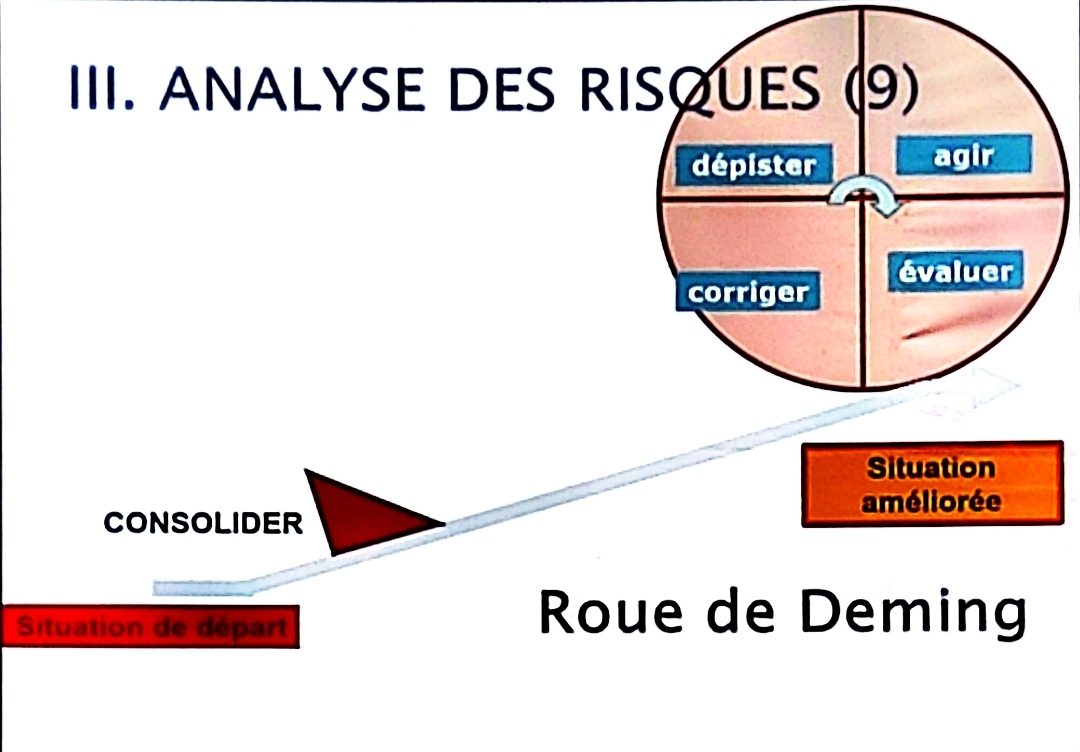 III. ANALYSE DES RISQUES (9)
dépister
agir
corriger
évaluer
CONSOLIDER
Situation
améliorée
Situation de départ
Roue de Deming